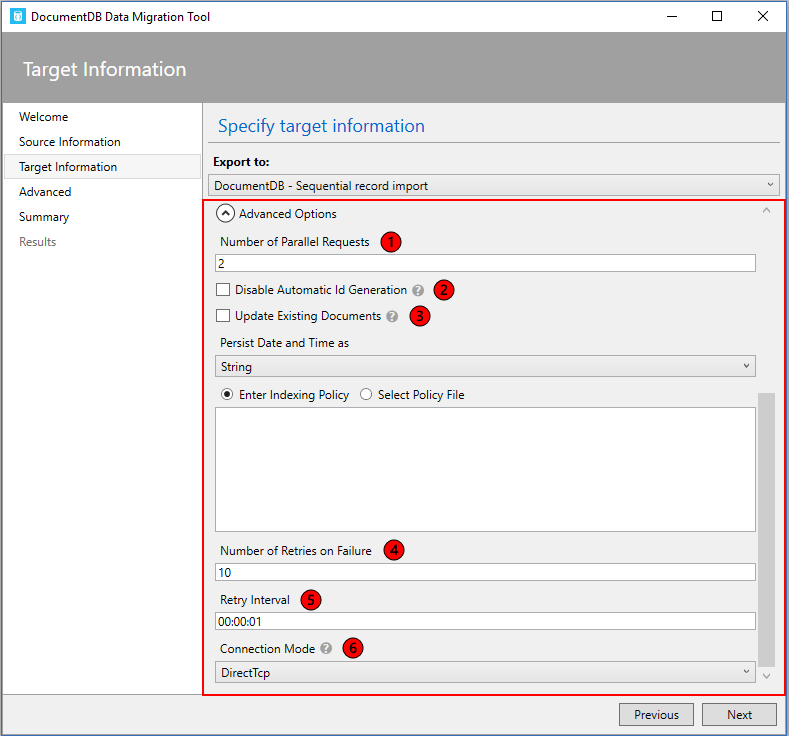 DocumentDB Data Migration Tool
Target Information
Welcome
Source Information
Target Information
Advanced
Summary
Results
Specify target information
Export to:
DocumentDB - Sequential record import
Advanced Options
Number of Parallel Requests 1
2
Disable Automatic Id Generation ? 2
Update Existing Documents ? 3
Persist Date and Time as
String
Enter Indexing Policy Select Policy File
Number of Retries on Failure 4
10
Retry Interval 5
00:00:01
Connection Mode ? 6
DirectTcp
Previous Next